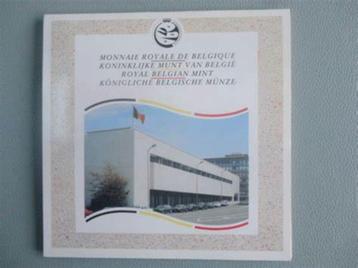 MONNAIE ROYALE DE BELGIQUE
KONINKLIJKE MUNT VAN BELGIË
ROYAL BELGIAN MINT
KÖNIGLICHE BELGISCHE MÜNZE